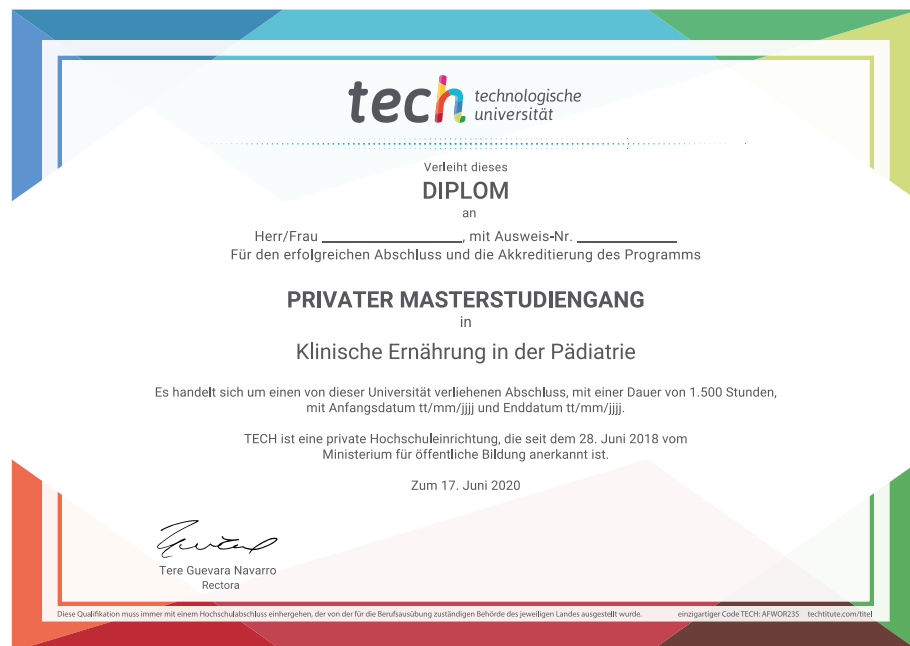 tech technologische
universität
Verleiht dieses
DIPLOM
an
Herr/Frau ____________________, mit Ausweis-Nr. ______________
Für den erfolgreichen Abschluss und die Akkreditierung des Programms
PRIVATER MASTERSTUDIENGANG
in
Klinische Ernährung in der Pädiatrie
Es handelt sich um einen von dieser Universität verliehenen Abschluss, mit einer Dauer von 1.500 Stunden,
mit Anfangsdatum tt/mm/jjjj und Enddatum tt/mm/jjjj.
TECH ist eine private Hochschuleinrichtung, die seit dem 28. Juni 2018 vom
Ministerium für öffentliche Bildung anerkannt ist.
Zum 17. Juni 2020
Tere Guevara Navarro
Rectora
Diese Qualifikation muss immer mit einem Hochschulabschluss einhergehen, der von der für die Berufsausübung zuständigen Behörde des jeweiligen Landes ausgestellt wurde. einzigartiger Code TECH: AFWOR23S techtitute.com/titel